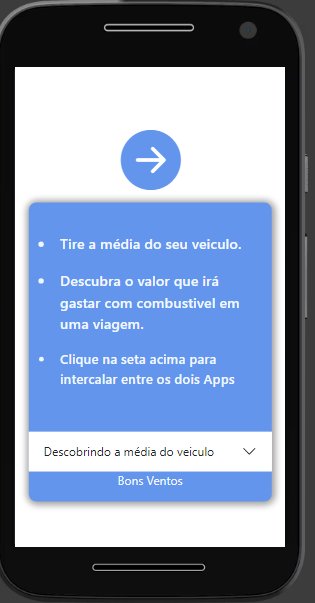 Tire a média do seu veiculo.
Descubra o valor que irá
gastar com combustivel em
uma viagem.
Clique na seta acima para
intercalar entre os dois Apps
Descobrindo a média do veiculo
Bons Ventos